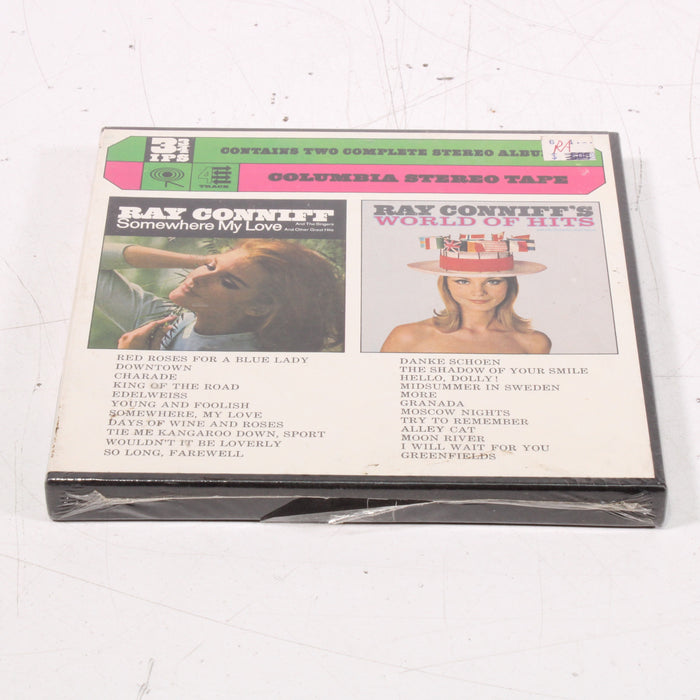 3 3/4 IPS
CONTAINS TWO COMPLETE STEREO
4 TRACK
COLUMBIA STEREO TAPE
RAY CONNIFF
And The Singers
Somewhere My Love
And Other Great Hits
RAY CONNIFF'S
WORLD OF HITS
RED ROSES FOR A BLUE LADY
DOWNTOWN
CHARADE
KING OF THE ROAD
EDELWEISS
YOUNG AND FOOLISH
SOMEWHERE, MY LOVE
DAYS OF WINE AND ROSES
TIE ME KANGAROO DOWN, SPORT
WOULDN'T IT BE LOVERLY
SO LONG, FAREWELL
DANKE SCHOEN
THE SHADOW OF YOUR SMILE
HELLO, DOLLY!
MIDSUMMER IN SWEDEN
MORE
GRANADA
MOSCOW NIGHTS
TRY TO REMEMBER
ALLEY CAT
MOON RIVER
I WILL WAIT FOR YOU
GREENFIELDS